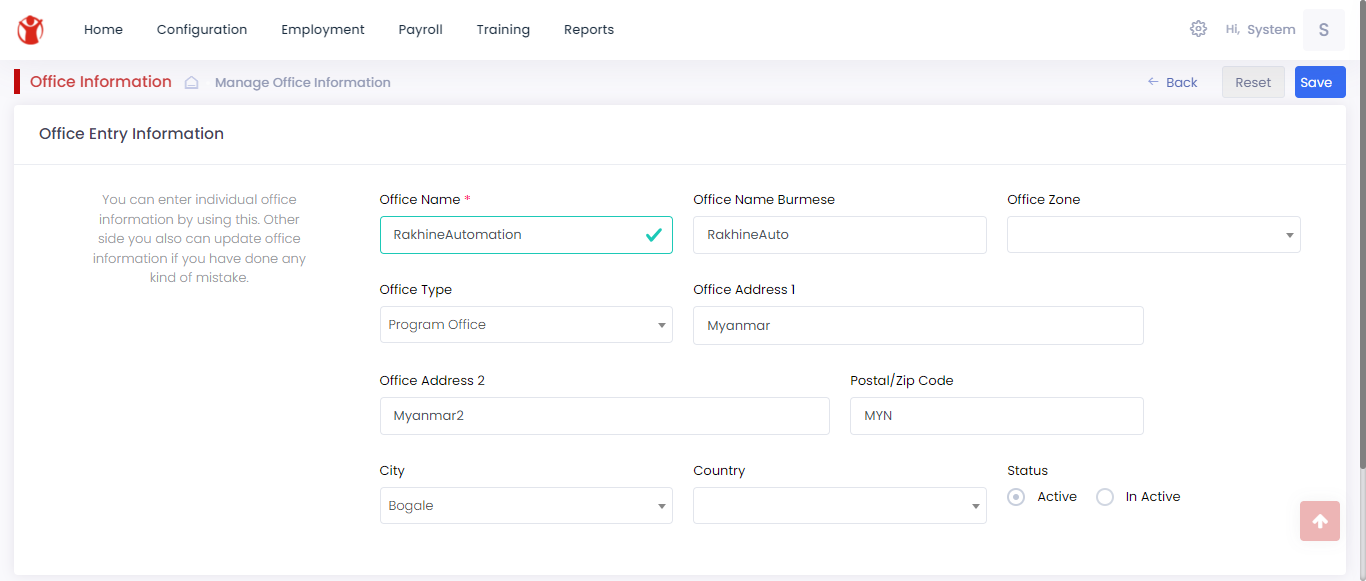 Home Configuration Employment Payroll Training Reports Hi, System S
Office Information Manage Office Information Back Reset Save
Office Entry Information
You can enter individual office
information by using this. Other
side you also can update office
information if you have done any
kind of mistake.
Office Name * Office Name Burmese Office Zone
RakhineAutomation RakhineAuto
Office Type Office Address 1
Program Office Myanmar
Office Address 2 Postal/Zip Code
Myanmar2 MYN
City Country Status
Bogale Active In Active